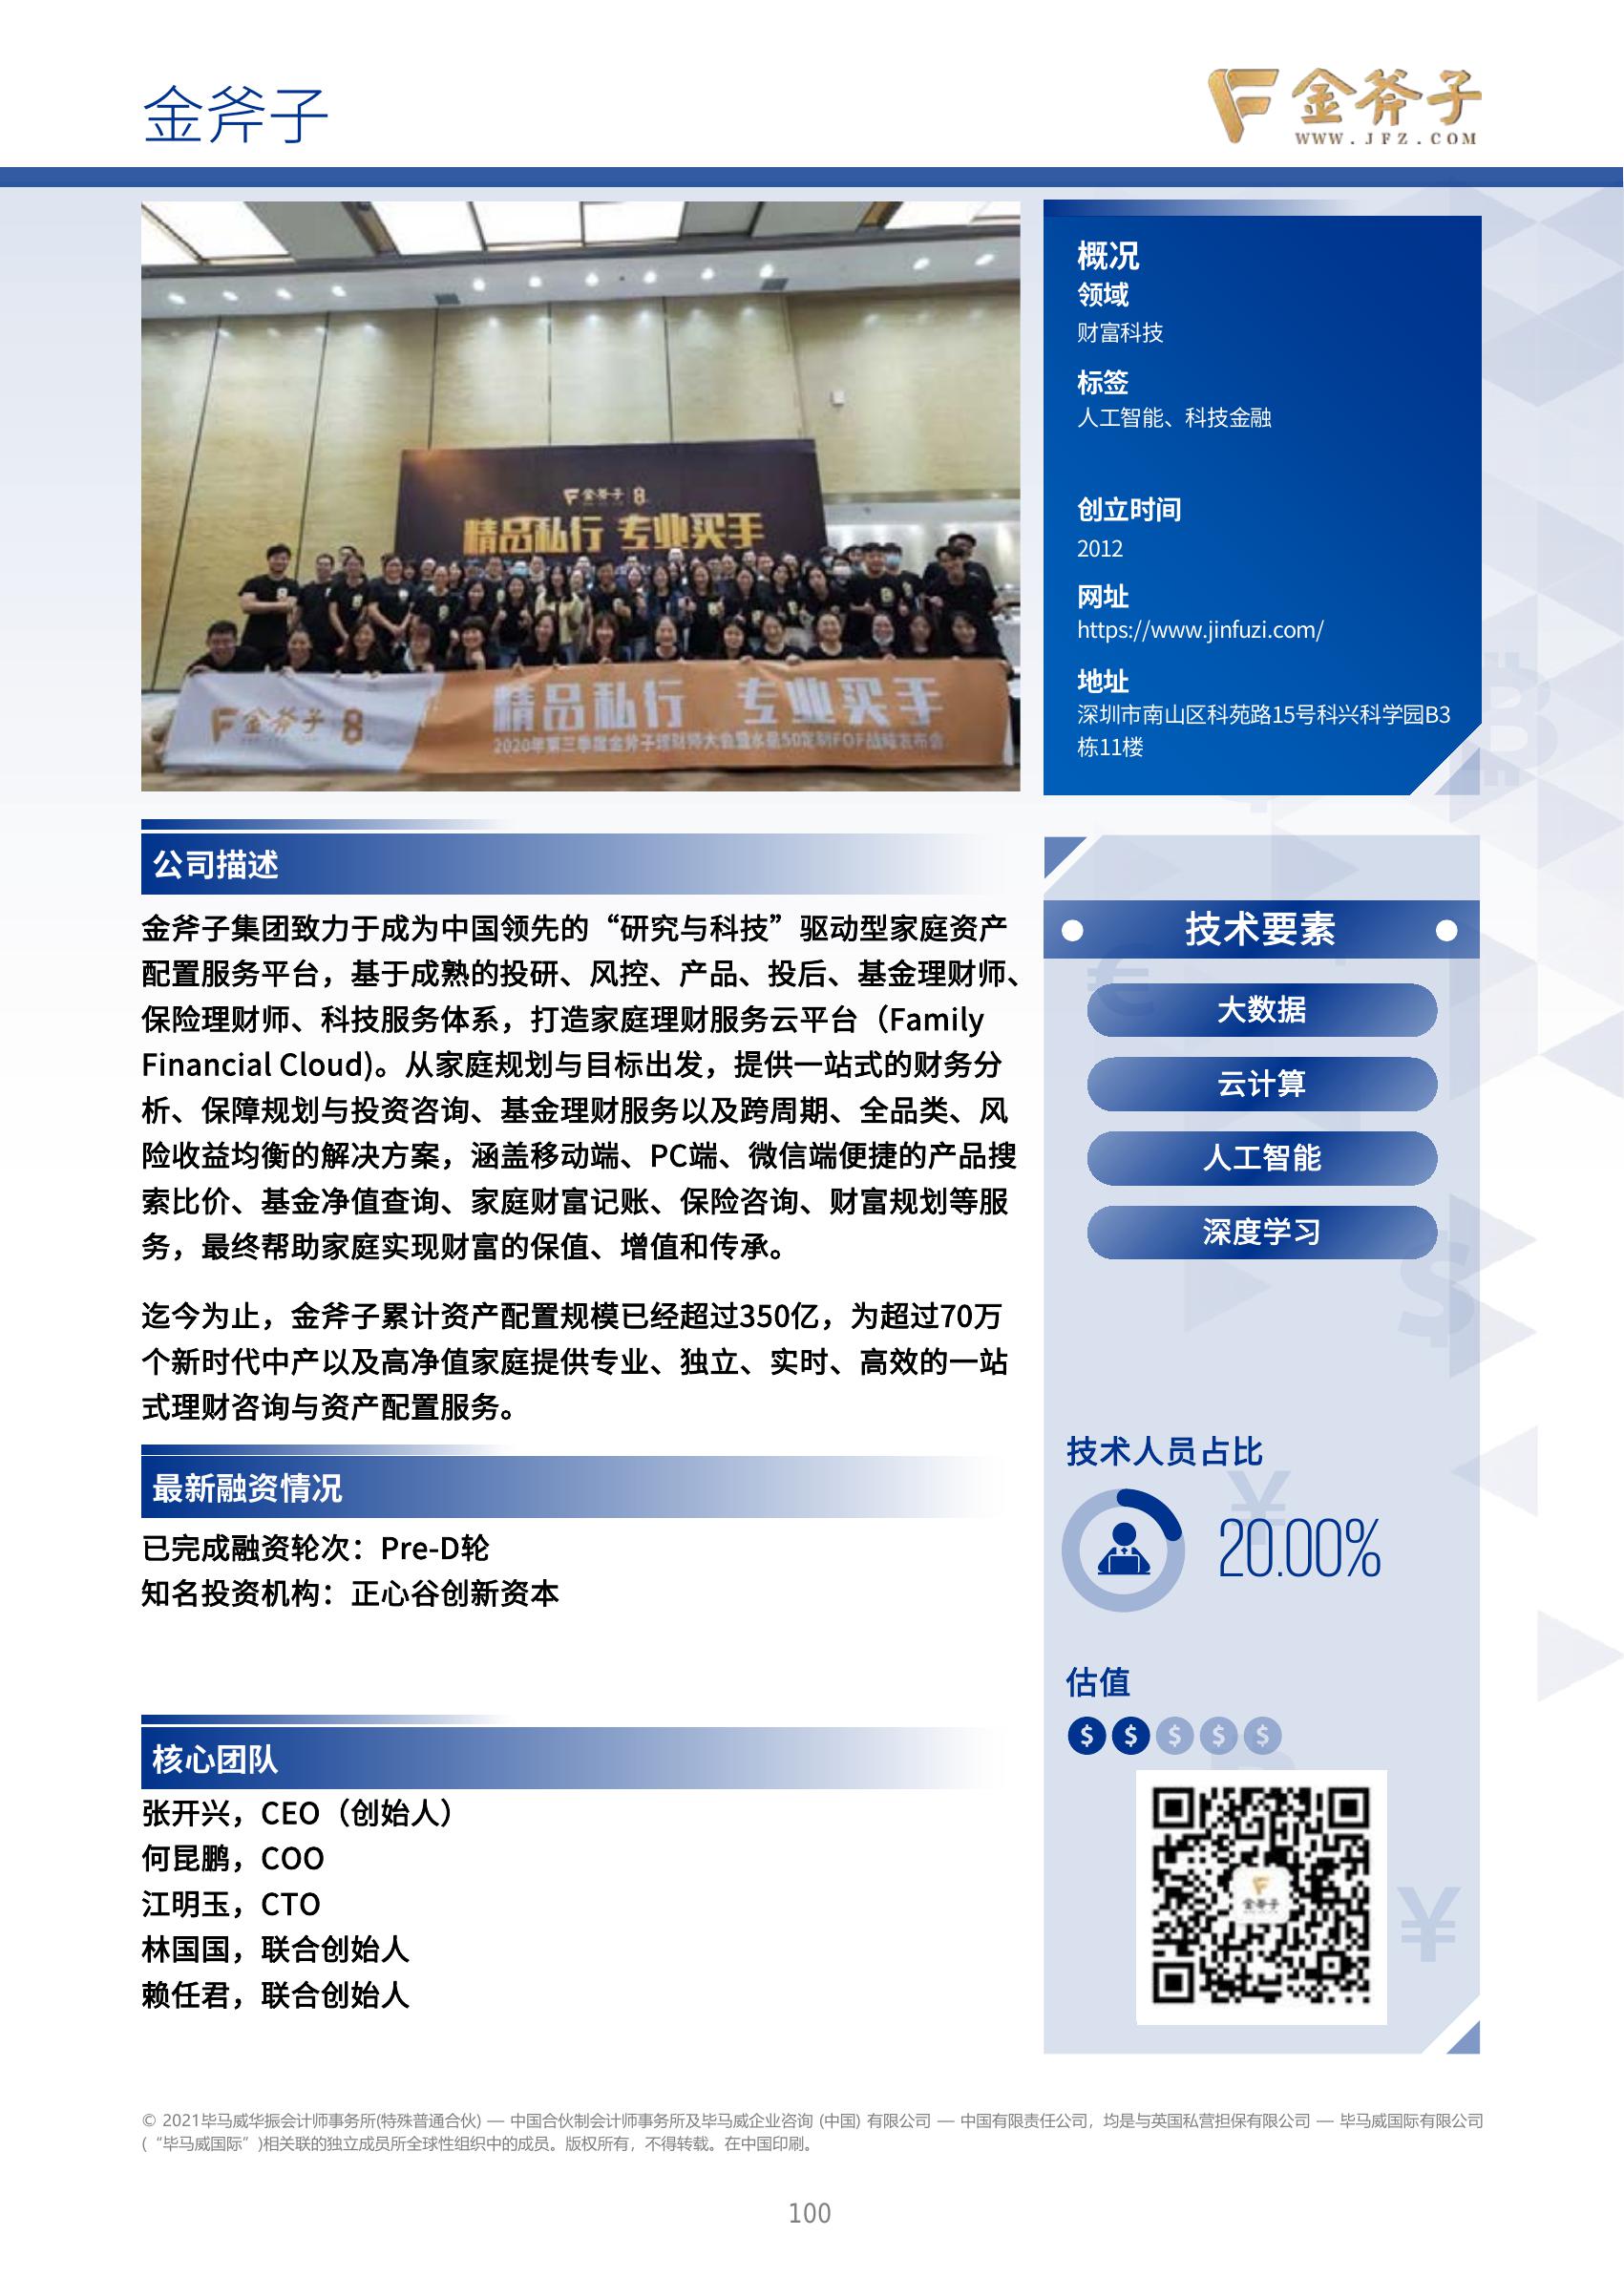 金斧子
F金斧子
WWW.JFZ.COM
金斧子 8
精品私行 专业买手
金斧子 8
精品私行 专业买手
2020年第三季度金斧子理财师大会暨水星50定制FOF战略发布会
概况
领域
财富科技
标签
人工智能、科技金融
创立时间
2012
网址
https://www.jinfuzi.com/
地址
深圳市南山区科苑路15号科兴科学园B3
栋11楼
公司描述
金斧子集团致力于成为中国领先的“研究与科技”驱动型家庭资产
配置服务平台，基于成熟的投研、风控、产品、投后、基金理财师、
保险理财师、科技服务体系，打造家庭理财服务云平台（Family
Financial Cloud)。从家庭规划与目标出发，提供一站式的财务分
析、保障规划与投资咨询、基金理财服务以及跨周期、全品类、风
险收益均衡的解决方案，涵盖移动端、PC端、微信端便捷的产品搜
索比价、基金净值查询、家庭财富记账、保险咨询、财富规划等服
务，最终帮助家庭实现财富的保值、增值和传承。
迄今为止，金斧子累计资产配置规模已经超过350亿，为超过70万
个新时代中产以及高净值家庭提供专业、独立、实时、高效的一站
式理财咨询与资产配置服务。
最新融资情况
已完成融资轮次：Pre-D轮
知名投资机构：正心谷创新资本
核心团队
张开兴，CEO（创始人）
何昆鹏，COO
江明玉，CTO
林国国，联合创始人
赖任君，联合创始人
技术要素
大数据
云计算
人工智能
深度学习
技术人员占比
20.00%
估值
$ $ $ $ $
金斧子
© 2021毕马威华振会计师事务所(特殊普通合伙) — 中国合伙制会计师事务所及毕马威企业咨询 (中国) 有限公司 — 中国有限责任公司，均是与英国私营担保有限公司 — 毕马威国际有限公司
(“毕马威国际”)相关联的独立成员所全球性组织中的成员。版权所有，不得转载。在中国印刷。
100